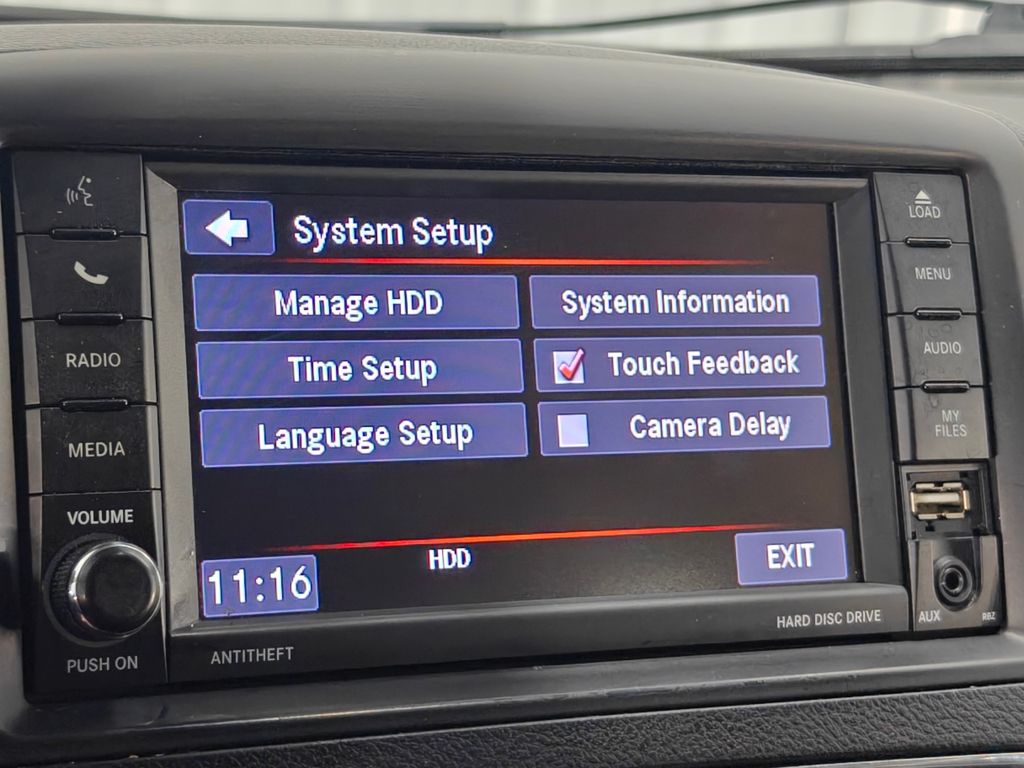 System Setup
Manage HDD
System Information
Time Setup
Touch Feedback
Language Setup
Camera Delay
HDD
11:16
EXIT
RADIO
MEDIA
VOLUME
PUSH ON
ANTITHEFT
HARD DISC DRIVE
LOAD
MENU
AUDIO
MY
FILES
AUX
RBZ